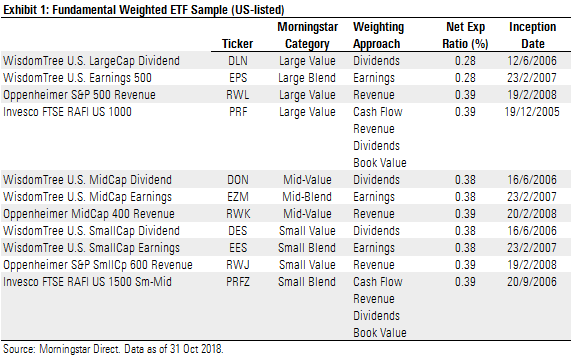 Exhibit 1: Fundamental Weighted ETF Sample (US-listed)
Morningstar Weighting Net Exp Inception
Ticker Category Approach Ratio (%) Date
WisdomTree U.S. LargeCap Dividend DLN Large Value Dividends 0.28 12/6/2006
WisdomTree U.S. Earnings 500 EPS Large Blend Earnings 0.28 23/2/2007
Oppenheimer S&P 500 Revenue RWL Large Value Revenue 0.39 19/2/2008
Invesco FTSE RAFI US 1000 PRF Large Value Cash Flow 0.39 19/12/2005
Revenue
Dividends
Book Value
WisdomTree U.S. MidCap Dividend DON Mid-Value Dividends 0.38 16/6/2006
WisdomTree U.S. MidCap Earnings EZM Mid-Blend Earnings 0.38 23/2/2007
Oppenheimer MidCap 400 Revenue RWK Mid-Value Revenue 0.39 20/2/2008
WisdomTree U.S. SmallCap Dividend DES Small Value Dividends 0.38 16/6/2006
WisdomTree U.S. SmallCap Earnings EES Small Blend Earnings 0.38 23/2/2007
Oppenheimer S&P SmllCp 600 Revenue RWJ Small Value Revenue 0.39 19/2/2008
Invesco FTSE RAFI US 1500 Sm-Mid PRFZ Small Blend Cash Flow 0.39 20/9/2006
Revenue
Dividends
Book Value
Source: Morningstar Direct. Data as of 31 Oct 2018.